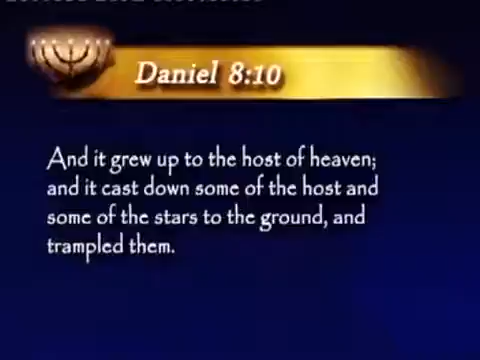 Daniel 8:10
And it grew up to the host of heaven;
and it cast down some of the host and
some of the stars to the ground, and
trampled them.